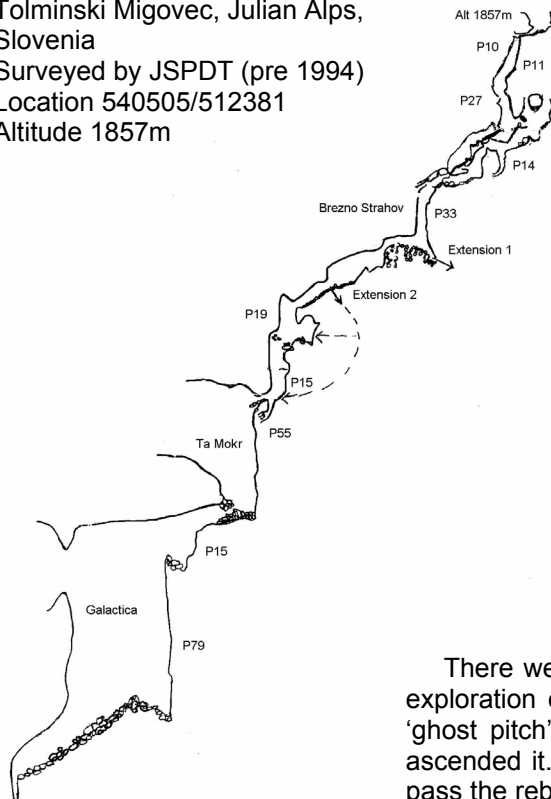 Tolminski Migovec, Julian Alps,
Slovenia
Surveyed by JSPDT (pre 1994)
Location 540505/512381
Altitude 1857m
Alt 1857m
P10
P11
P27
P14
Brezno Strahov
P33
Extension 1
Extension 2
P19
P15
P55
Ta Mokr
P15
Galactica
P79
There we
exploration
'ghost pitch'
ascended it.
pass the reb